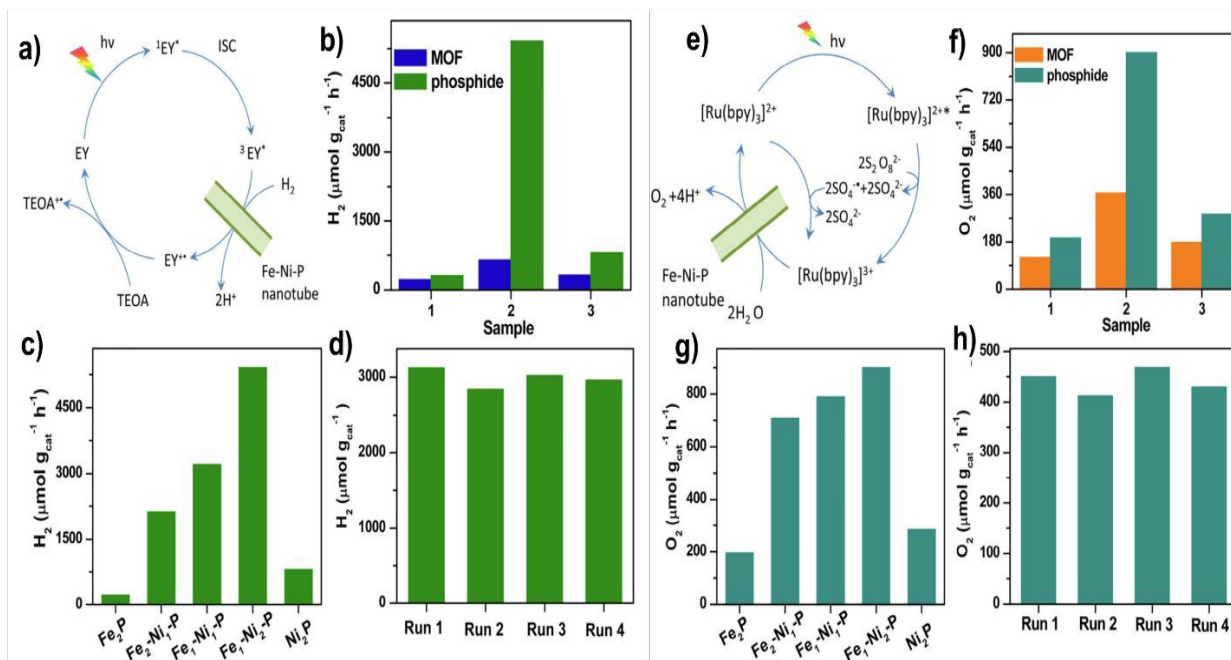 a)
hν
¹EY*
ISC
EY
³EY*
H₂
TEOA⁺•
EY⁺•
Fe-Ni-P
nanotube
TEOA
2H⁺
b)
MOF
phosphide
H₂ (μmol g_cat⁻¹ h⁻¹)
4500
3000
1500
0
1 2 3
Sample
c)
H₂ (μmol g_cat⁻¹ h⁻¹)
4500
3000
1500
0
Fe₂P Fe₂-Ni₁-P Fe₁-Ni₁-P Fe₁-Ni₂-P Ni₂P
d)
H₂ (μmol g_cat⁻¹ h⁻¹)
3000
2000
1000
0
Run 1 Run 2 Run 3 Run 4
e)
hν
[Ru(bpy)₃]²⁺
[Ru(bpy)₃]²⁺*
2S₂O₈²⁻
2SO₄⁻•+2SO₄²⁻
2SO₄²⁻
O₂ +4H⁺
Fe-Ni-P
nanotube
[Ru(bpy)₃]³⁺
2H₂O
f)
MOF
phosphide
O₂ (μmol g_cat⁻¹ h⁻¹)
900
720
540
360
180
0
1 2 3
Sample
g)
O₂ (μmol g_cat⁻¹ h⁻¹)
800
600
400
200
0
Fe₂P Fe₂-Ni₁-P Fe₁-Ni₁-P Fe₁-Ni₂-P Ni₂P
h)
O₂ (μmol g_cat⁻¹ h⁻¹)
500
400
300
200
100
0
Run 1 Run 2 Run 3 Run 4